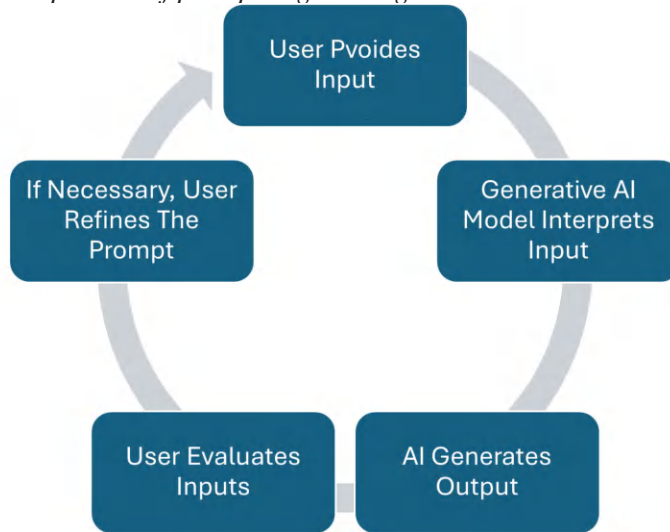 User Pvoides
Input
Generative AI
Model Interprets
Input
AI Generates
Output
User Evaluates
Inputs
If Necessary, User
Refines The
Prompt